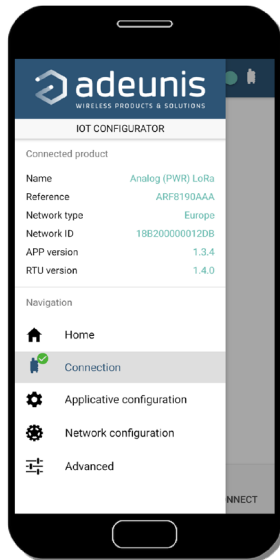 adeunis
WIRELESS PRODUCTS & SOLUTIONS
IOT CONFIGURATOR
Connected product
Name Analog (PWR) LoRa
Reference ARF8190AAA
Network type Europe
Network ID 18B200000012DB
APP version 1.3.4
RTU version 1.4.0
Navigation
Home
Connection
Applicative configuration
Network configuration
Advanced
NNECT